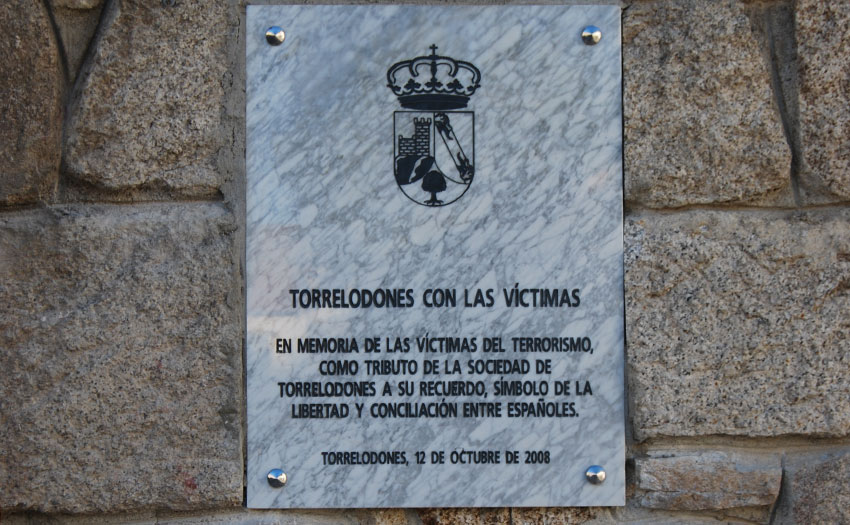 TORRELODONES CON LAS VÍCTIMAS
EN MEMORIA DE LAS VÍCTIMAS DEL TERRORISMO,
COMO TRIBUTO DE LA SOCIEDAD DE
TORRELODONES A SU RECUERDO, SÍMBOLO DE LA
LIBERTAD Y CONCILIACIÓN ENTRE ESPAÑOLES.
TORRELODONES, 12 DE OCTUBRE DE 2008